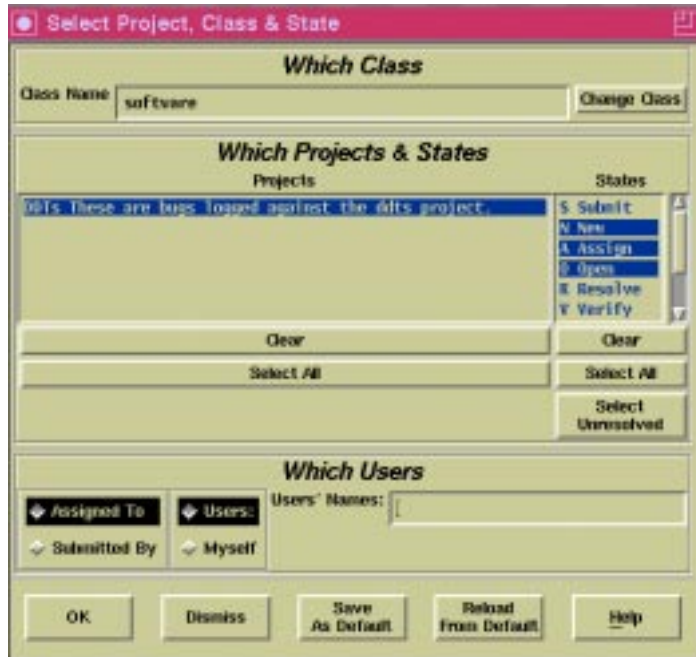 Select Project, Class & State
Which Class
Class Name software Change Class
Which Projects & States
Projects States
DDTs These are bugs logged against the ddts project.
S Submit
N New
A Assign
O Open
R Resolve
V Verify
Clear Clear
Select All Select All
Select
Unresolved
Which Users
Assigned To Users: Users' Names:
Submitted By Myself
OK Dismiss Save As Default Reload From Default Help